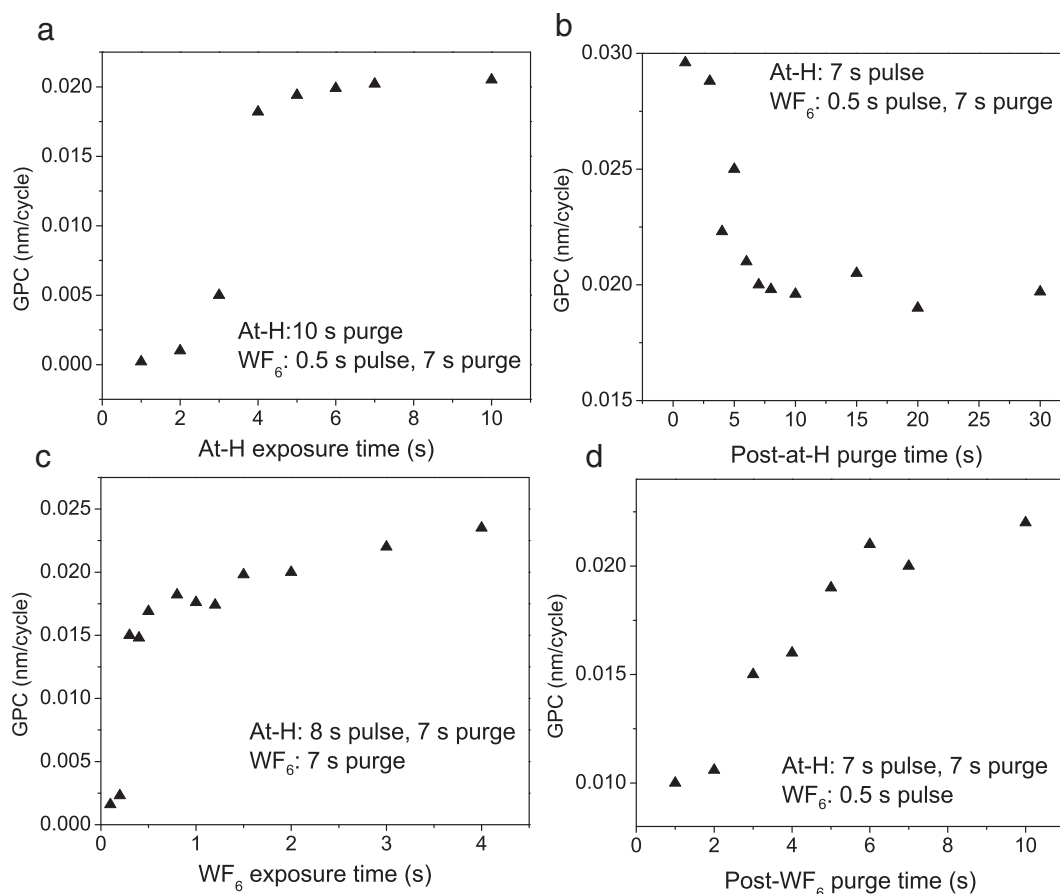 a
0.020
0.015
0.010
0.005
0.000
GPC (nm/cycle)
At-H:10 s purge
WF₆: 0.5 s pulse, 7 s purge
0 2 4 6 8 10
At-H exposure time (s)
b
0.030
0.025
0.020
0.015
GPC (nm/cycle)
At-H: 7 s pulse
WF₆: 0.5 s pulse, 7 s purge
0 5 10 15 20 25 30
Post-at-H purge time (s)
c
0.025
0.020
0.015
0.010
0.005
0.000
GPC (nm/cycle)
At-H: 8 s pulse, 7 s purge
WF₆: 7 s purge
0 1 2 3 4
WF₆ exposure time (s)
d
0.020
0.015
0.010
GPC (nm/cycle)
At-H: 7 s pulse, 7 s purge
WF₆: 0.5 s pulse
0 2 4 6 8 10
Post-WF₆ purge time (s)